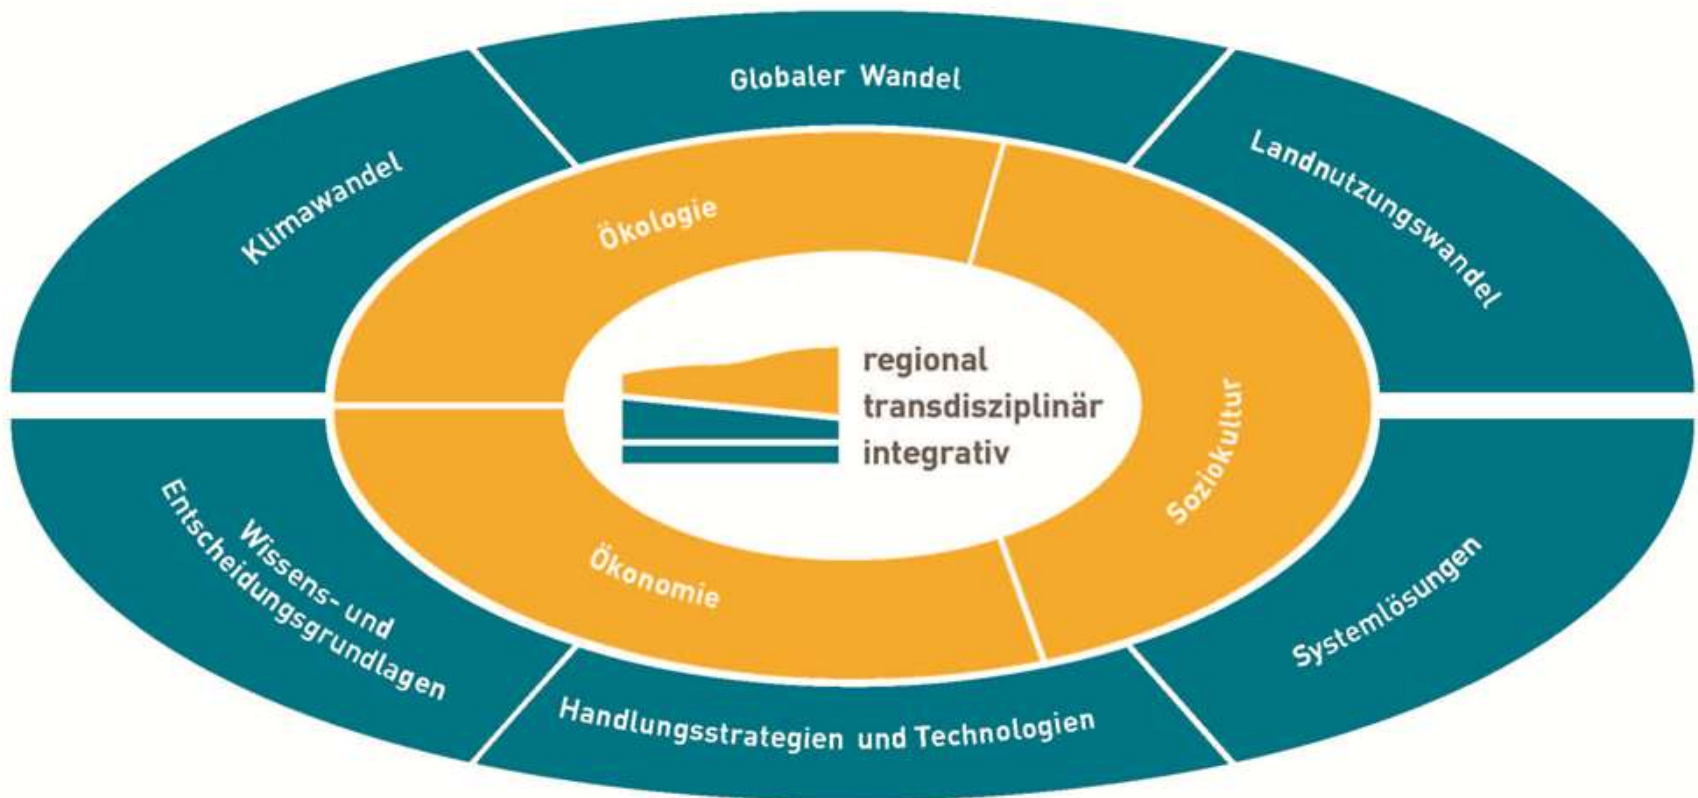 Globaler Wandel
Klimawandel
Landnutzungswandel
Ökologie
regional
transdisziplinär
integrativ
Soziokultur
Ökonomie
Wissens- und
Entscheidungsgrundlagen
Systemlösungen
Handlungsstrategien und Technologien